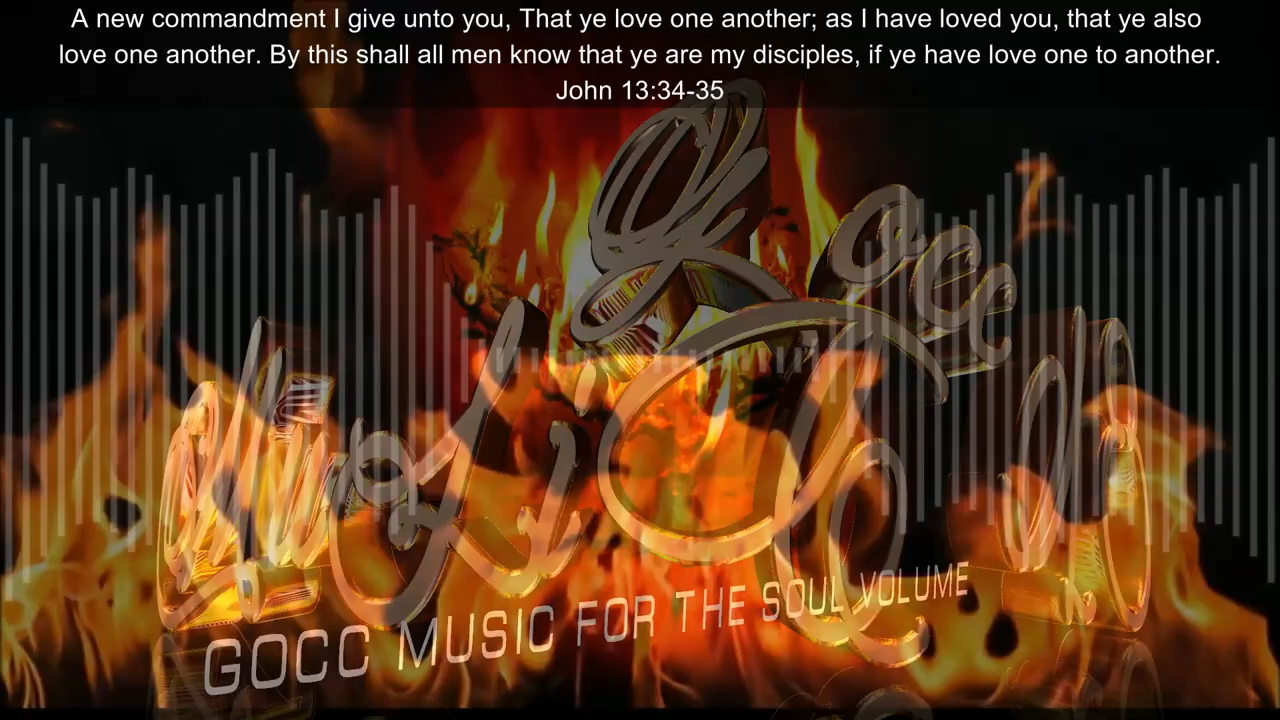 A new commandment I give unto you, That ye love one another; as I have loved you, that ye also
love one another. By this shall all men know that ye are my disciples, if ye have love one to another.
John 13:34-35
Gocc
GOCC MUSIC FOR THE SOUL VOLUME